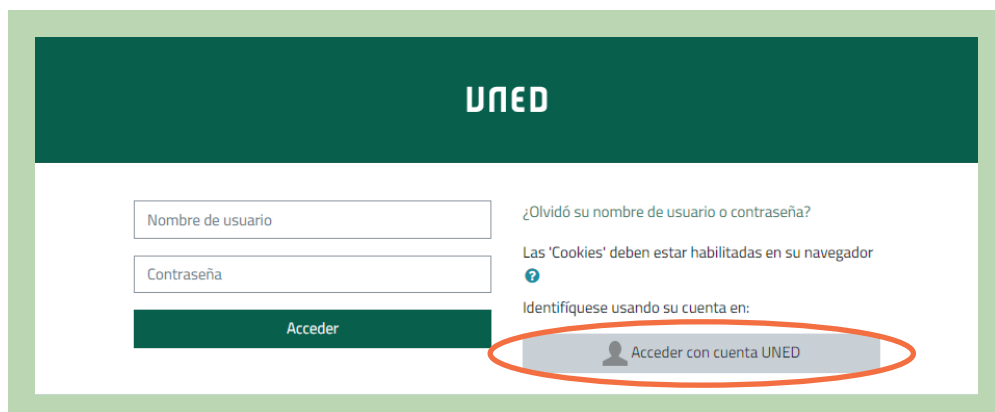 UNED
Nombre de usuario
Contraseña
Acceder
¿Olvidó su nombre de usuario o contraseña?
Las 'Cookies' deben estar habilitadas en su navegador
?
Identifíquese usando su cuenta en:
Acceder con cuenta UNED